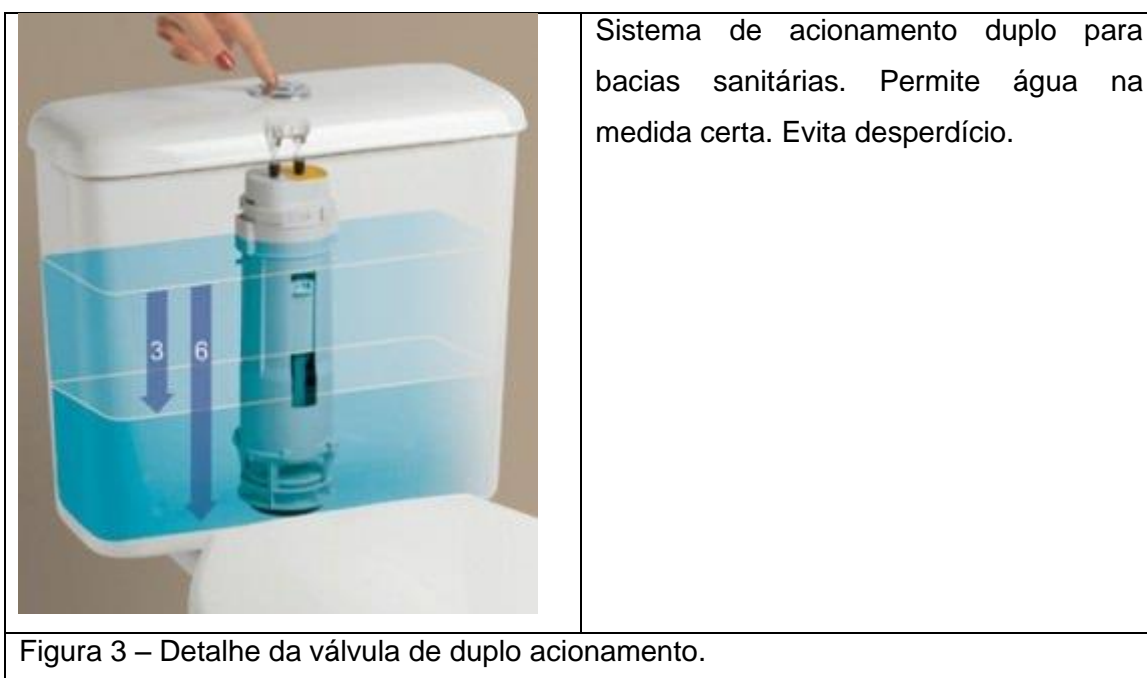 Sistema de acionamento duplo para
bacias sanitárias. Permite água na
medida certa. Evita desperdício.
3
6
Figura 3 – Detalhe da válvula de duplo acionamento.